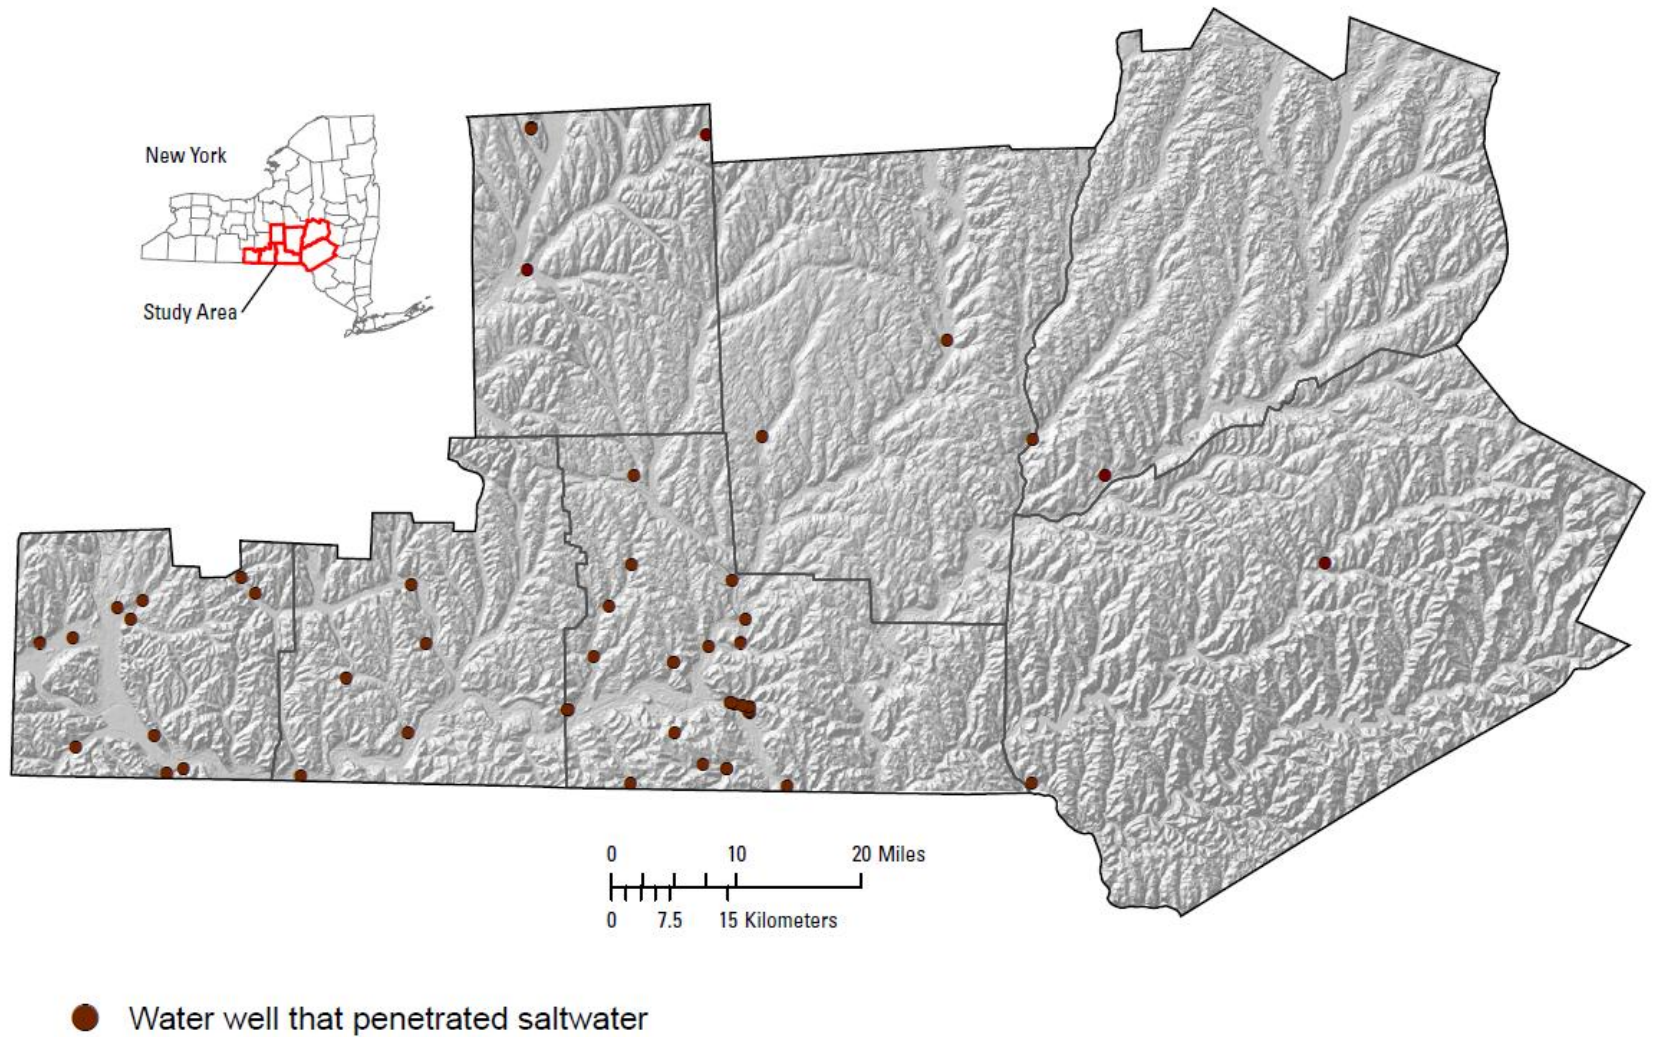 New York
Study Area
0 10 20 Miles
0 7.5 15 Kilometers
Water well that penetrated saltwater